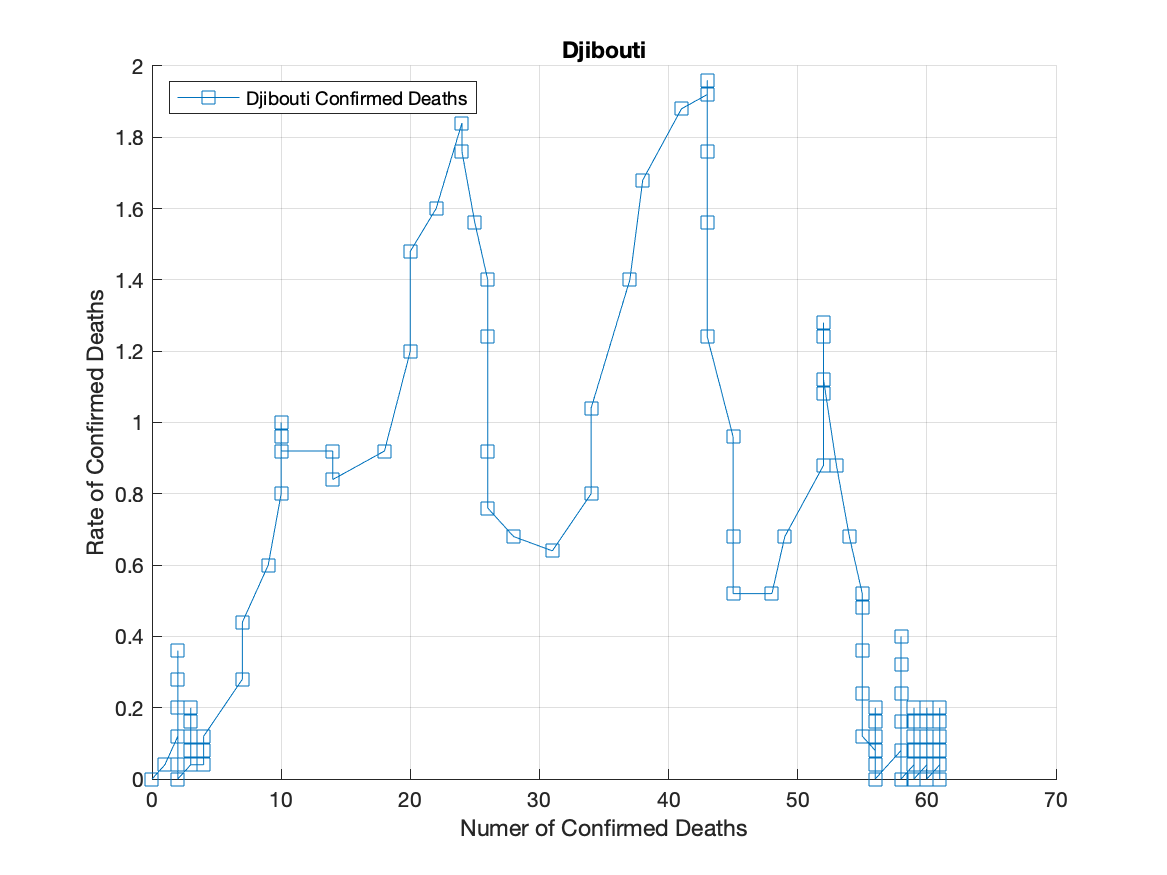 Djibouti
Djibouti Confirmed Deaths
2
1.8
1.6
1.4
1.2
1
0.8
0.6
0.4
0.2
0
Rate of Confirmed Deaths
0 10 20 30 40 50 60 70
Numer of Confirmed Deaths